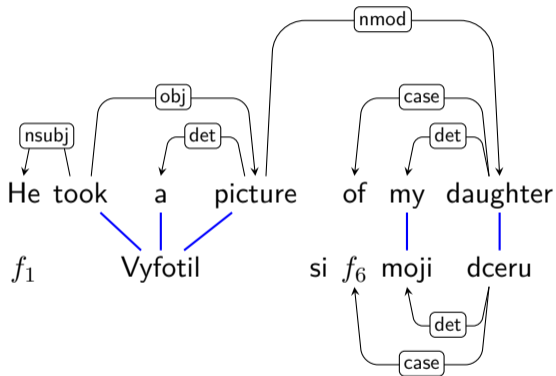 nmod
obj
case
nsubj
det
det
He took a picture of my daughter
f₁ Vyfotil si f₆ moji dceru
det
case